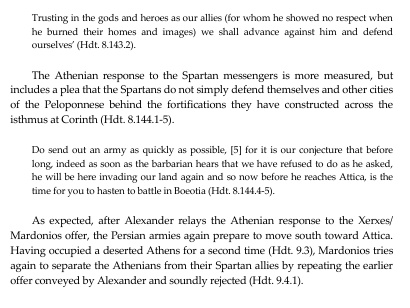 Trusting in the gods and heroes as our allies (for whom he showed no respect when
he burned their homes and images) we shall advance against him and defend
ourselves’ (Hdt. 8.143.2).
The Athenian response to the Spartan messengers is more measured, but
includes a plea that the Spartans do not simply defend themselves and other cities
of the Peloponnese behind the fortifications they have constructed across the
isthmus at Corinth (Hdt. 8.144.1-5).
Do send out an army as quickly as possible, [5] for it is our conjecture that before
long, indeed as soon as the barbarian hears that we have refused to do as he asked,
he will be here invading our land again and so now before he reaches Attica, is the
time for you to hasten to battle in Boeotia (Hdt. 8.144.4-5).
As expected, after Alexander relays the Athenian response to the Xerxes/
Mardonios offer, the Persian armies again prepare to move south toward Attica.
Having occupied a deserted Athens for a second time (Hdt. 9.3), Mardonios tries
again to separate the Athenians from their Spartan allies by repeating the earlier
offer conveyed by Alexander and soundly rejected (Hdt. 9.4.1).